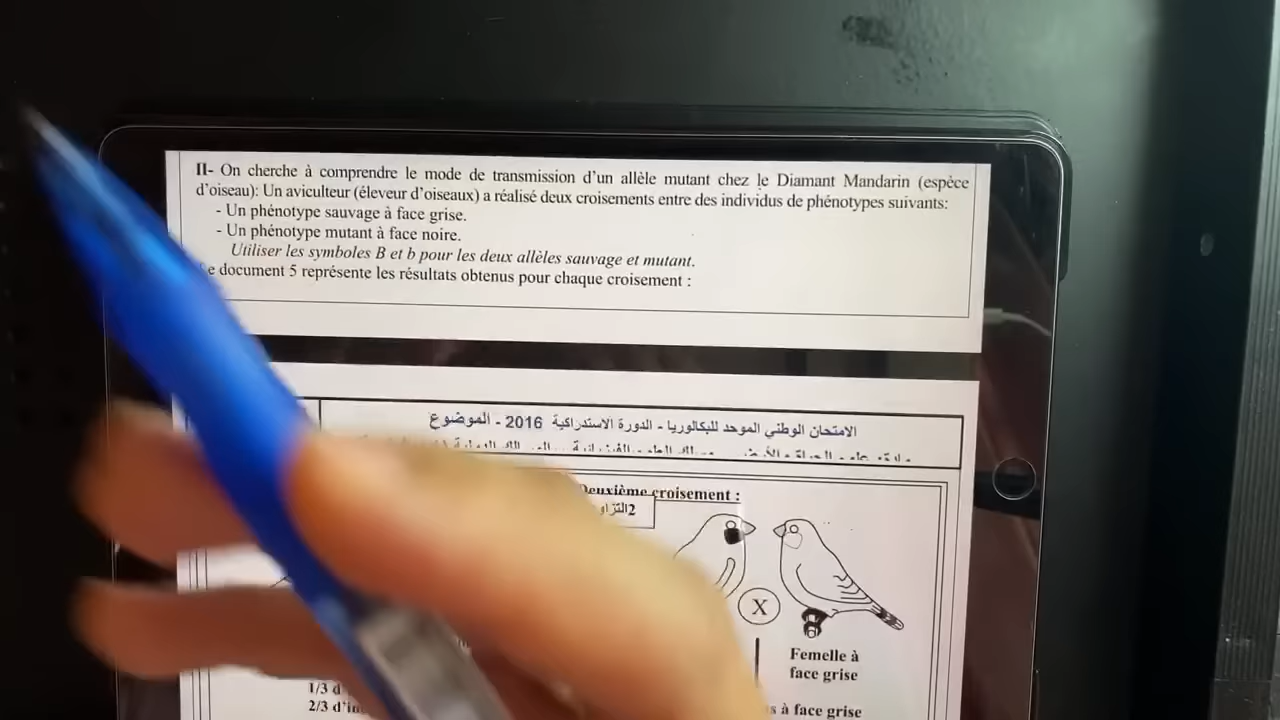 II- On cherche à comprendre le mode de transmission d'un allèle mutant chez le Diamant Mandarin (espèce
d'oiseau): Un aviculteur (éleveur d'oiseaux) a réalisé deux croisements entre des individus de phénotypes suivants:
- Un phénotype sauvage à face grise.
- Un phénotype mutant à face noire.
Utiliser les symboles B et b pour les deux allèles sauvage et mutant.
e document 5 représente les résultats obtenus pour chaque croisement :
الامتحان الوطني الموحد للبكالوريا - الدورة الاستدراكية 2016 - الموضوع
Deuxième croisement :
X
Femelle à
face grise
1/3 d
2/3 d'in
s à face grise